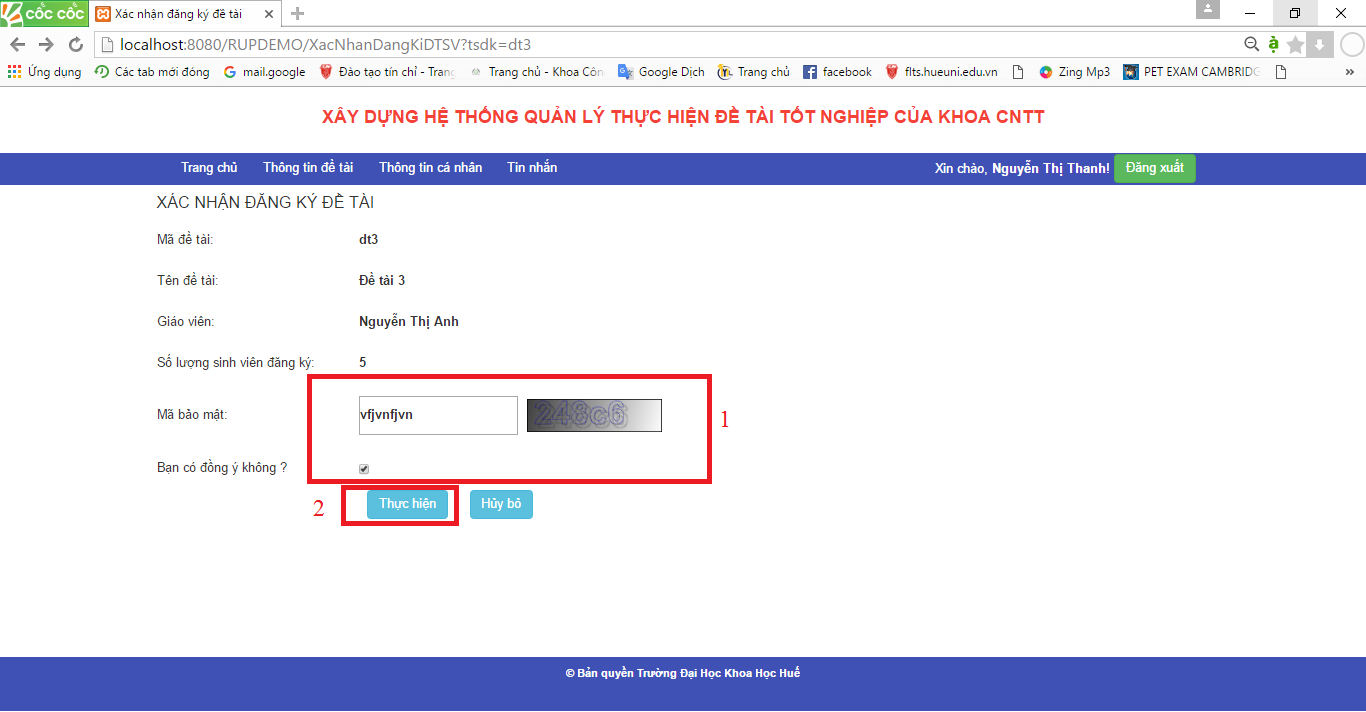 cốc cốc
Xác nhận đăng ký đề tài
localhost:8080/RUPDEMO/XacNhanDangKiDTSV?tsdk=dt3
Ứng dụng Các tab mới đóng mail.google Đào tạo tín chỉ - Trang Trang chủ - Khoa Côn Google Dịch Trang chủ facebook flts.hueuni.edu.vn Zing Mp3 PET EXAM CAMBRIDG »
XÂY DỰNG HỆ THỐNG QUẢN LÝ THỰC HIỆN ĐỀ TÀI TỐT NGHIỆP CỦA KHOA CNTT
Trang chủ Thông tin đề tài Thông tin cá nhân Tin nhắn Xin chào, Nguyễn Thị Thanh! Đăng xuất
XÁC NHẬN ĐĂNG KÝ ĐỀ TÀI
Mã đề tài: dt3
Tên đề tài: Đề tài 3
Giáo viên: Nguyễn Thị Anh
Số lượng sinh viên đăng ký: 5
Mã bảo mật: vfjvnfjvn 248c6 1
Bạn có đồng ý không ?
2 Thực hiện Hủy bỏ
© Bản quyền Trường Đại Học Khoa Học Huế